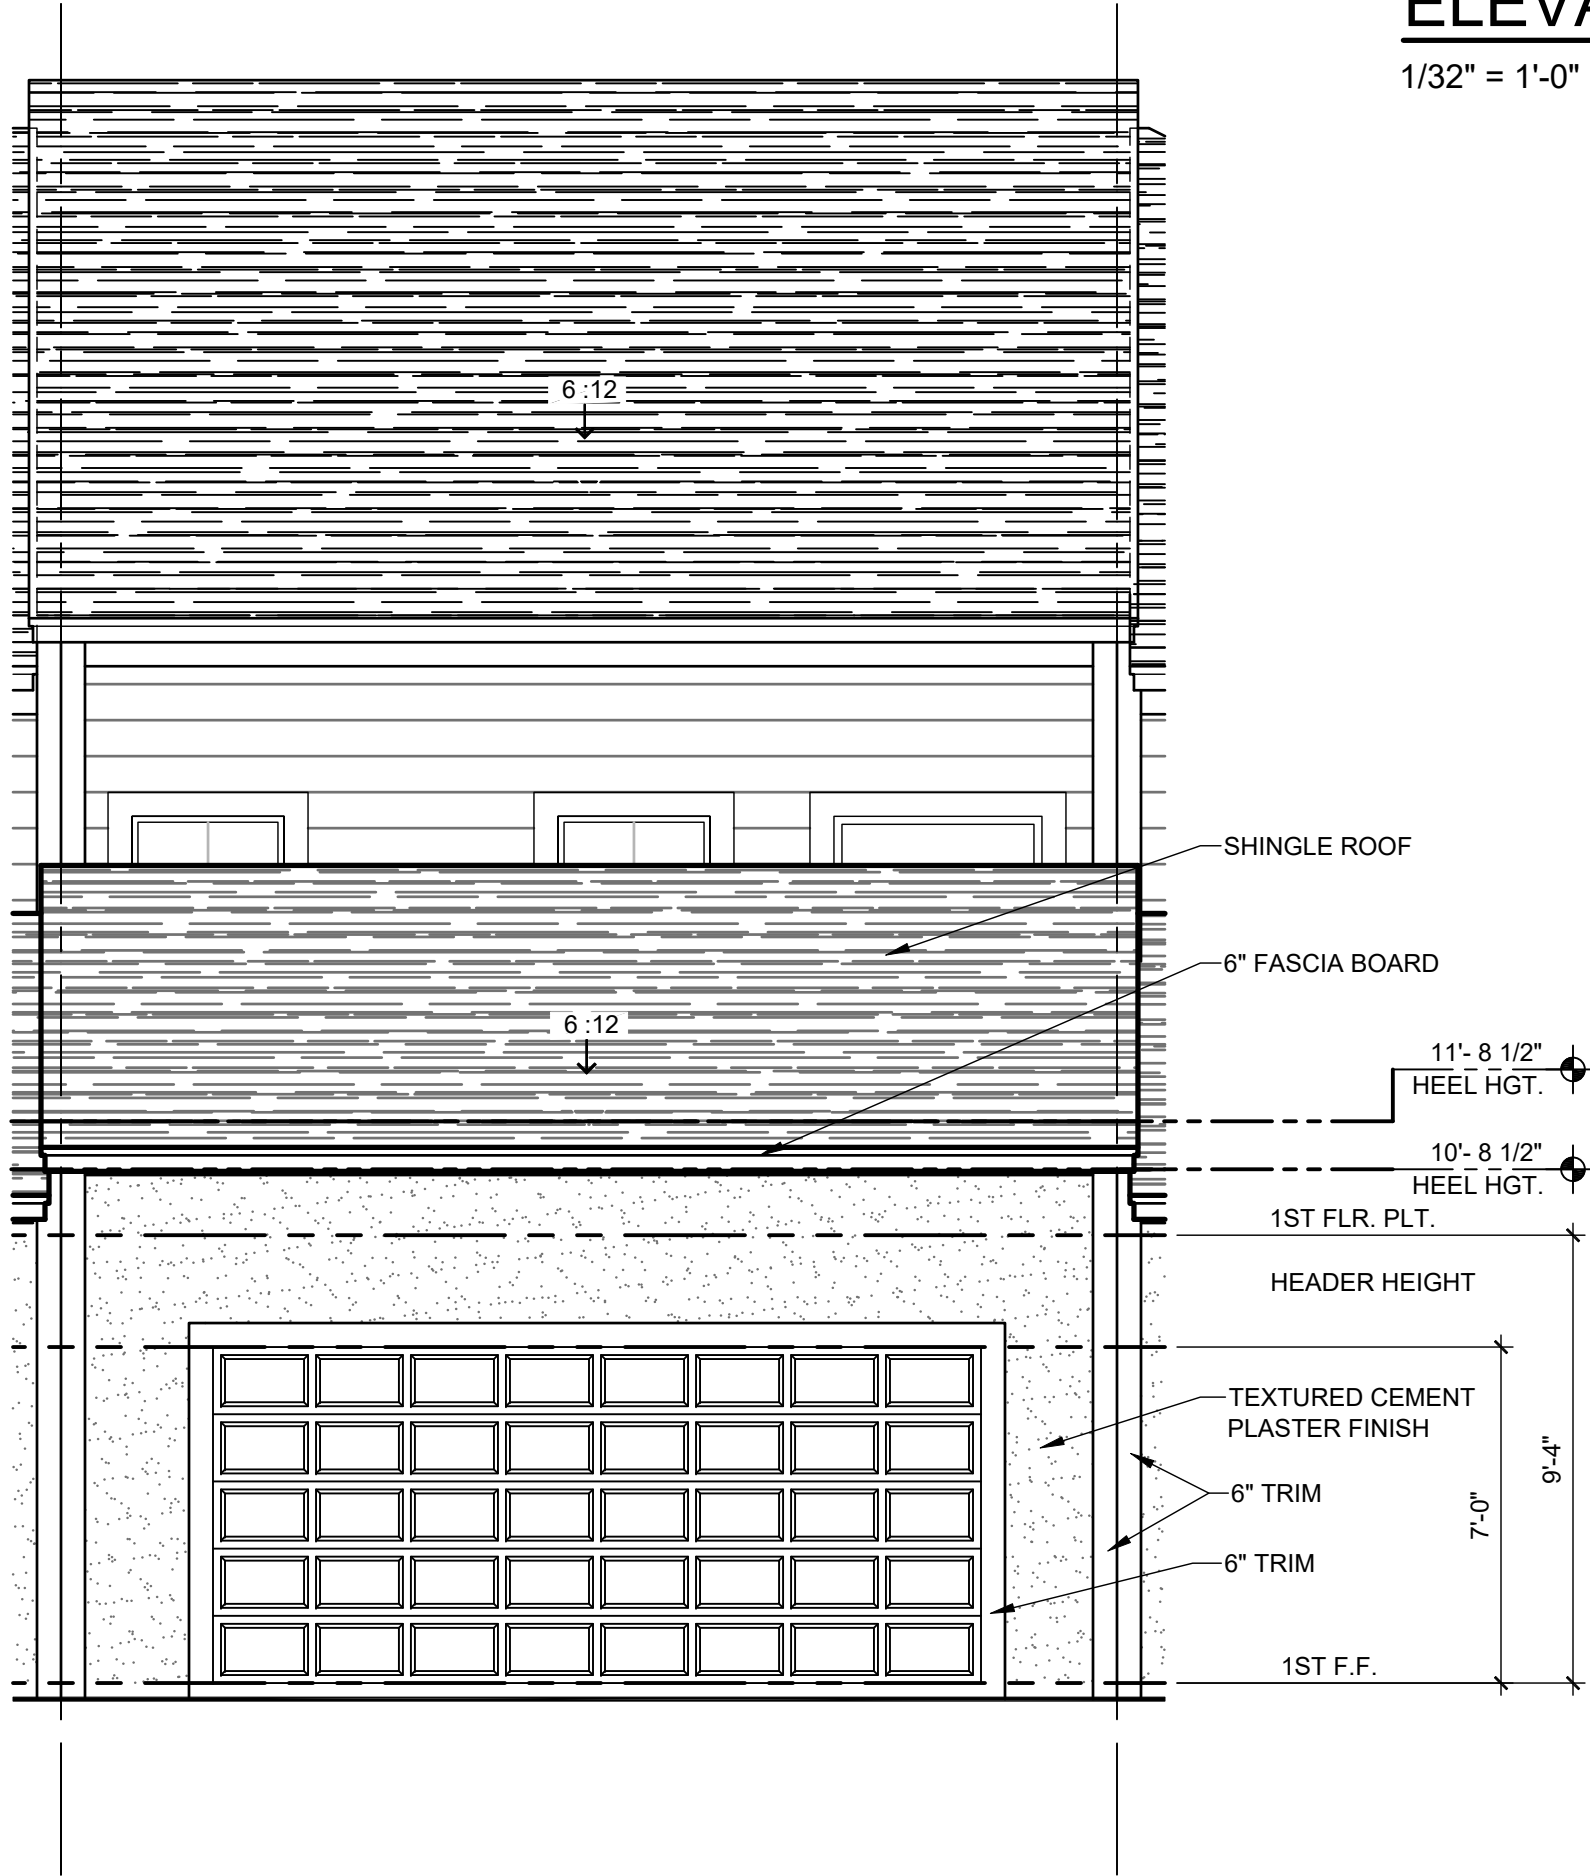 1/32" = 1'-0"
6 :12
SHINGLE ROOF
6" FASCIA BOARD
6 :12
11'- 8 1/2"
HEEL HGT.
10'- 8 1/2"
HEEL HGT.
1ST FLR. PLT.
HEADER HEIGHT
TEXTURED CEMENT
PLASTER FINISH
9'-4"
7'-0"
6" TRIM
6" TRIM
1ST F.F.